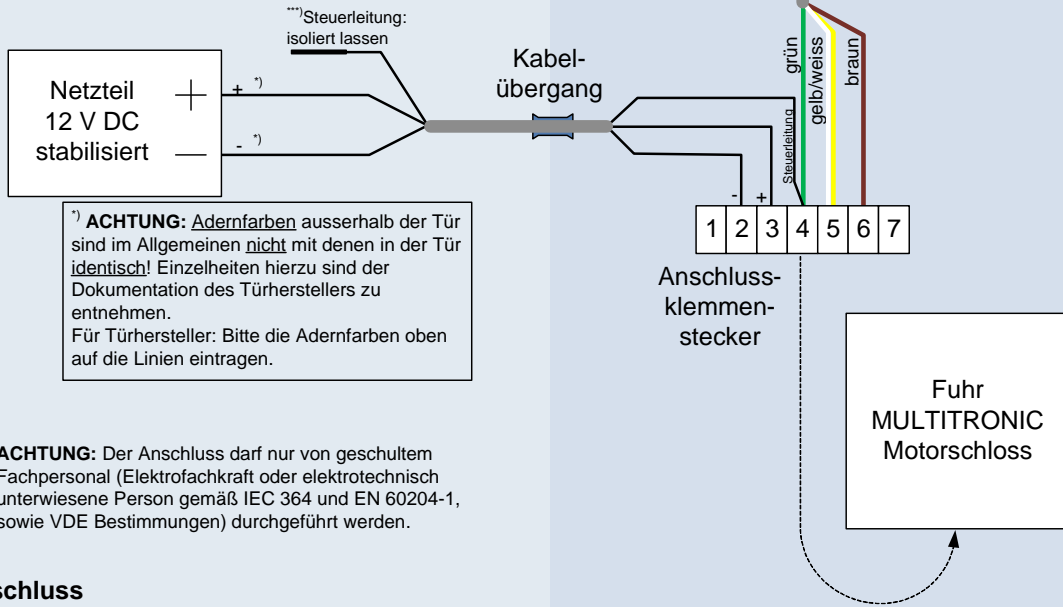 ***)Steuerleitung:
isoliert lassen
Netzteil
12 V DC
stabilisiert
+
—
+ *)
- *)
Kabel-
übergang
grün
gelb/weiss
braun
Steuerleitung
-
+
1 2 3 4 5 6 7
Anschluss-
klemmen-
stecker
*) ACHTUNG: Adernfarben ausserhalb der Tür
sind im Allgemeinen nicht mit denen in der Tür
identisch! Einzelheiten hierzu sind der
Dokumentation des Türherstellers zu
entnehmen.
Für Türhersteller: Bitte die Adernfarben oben
auf die Linien eintragen.
Fuhr
MULTITRONIC
Motorschloss
ACHTUNG: Der Anschluss darf nur von geschultem
Fachpersonal (Elektrofachkraft oder elektrotechnisch
unterwiesene Person gemäß IEC 364 und EN 60204-1,
sowie VDE Bestimmungen) durchgeführt werden.
schluss